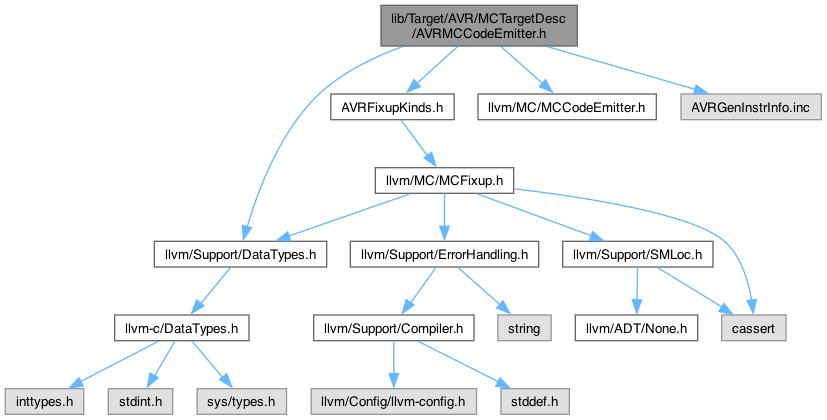 lib/Target/AVR/MCTargetDesc
/AVRMCCodeEmitter.h
AVRFixupKinds.h
llvm/MC/MCCodeEmitter.h
AVRGenInstrInfo.inc
llvm/MC/MCFixup.h
llvm/Support/DataTypes.h
llvm/Support/ErrorHandling.h
llvm/Support/SMLoc.h
llvm-c/DataTypes.h
llvm/Support/Compiler.h
string
llvm/ADT/None.h
cassert
inttypes.h
stdint.h
sys/types.h
llvm/Config/llvm-config.h
stddef.h